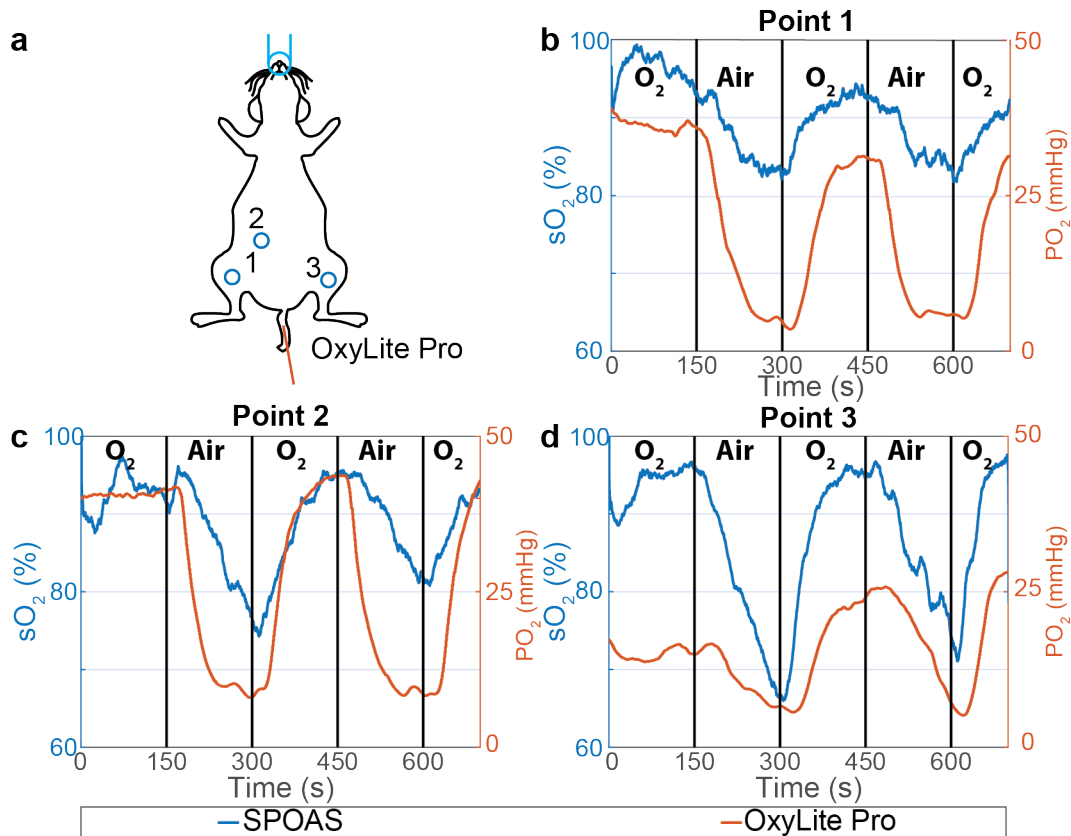 a
2
1
3
OxyLite Pro
b
Point 1
O₂ Air O₂ Air O₂
100
80
60
sO₂ (%)
50
25
0
PO₂ (mmHg)
0 150 300 450 600
Time (s)
c
Point 2
O₂ Air O₂ Air O₂
100
80
60
sO₂ (%)
50
25
0
PO₂ (mmHg)
0 150 300 450 600
Time (s)
d
Point 3
O₂ Air O₂ Air O₂
100
80
60
sO₂ (%)
50
25
0
PO₂ (mmHg)
0 150 300 450 600
Time (s)
SPOAS OxyLite Pro